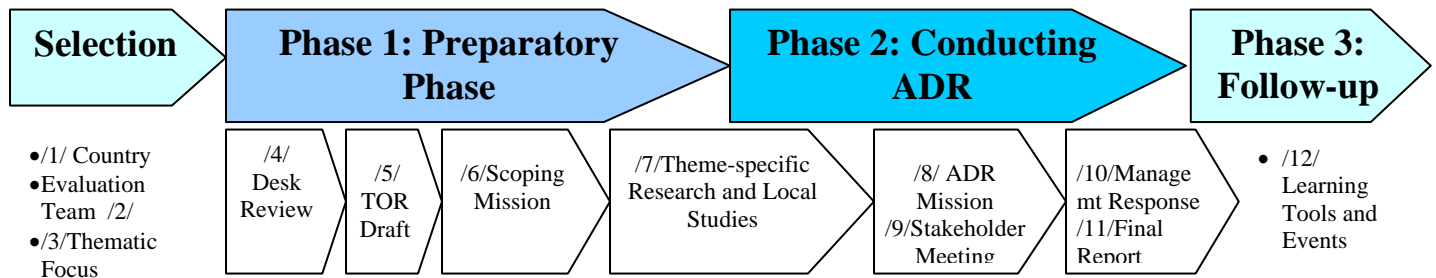 Selection
Phase 1: Preparatory
Phase
Phase 2: Conducting
ADR
Phase 3:
Follow-up
•/1/ Country
•Evaluation
Team /2/
•/3/Thematic
Focus
/4/
Desk
Review
/5/
TOR
Draft
/6/Scoping
Mission
/7/Theme-specific
Research and Local
Studies
/8/ ADR
Mission
/9/Stakeholder
Meeting
/10/Manage
mt Response
/11/Final
Report
• /12/
Learning
Tools and
Events